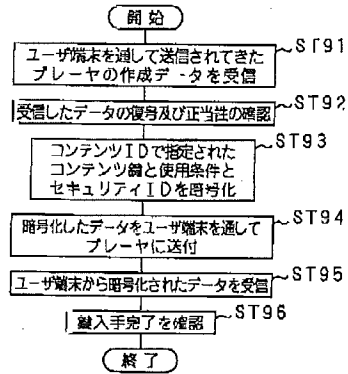 開始
ユーザ端末を通して送信されてきた
プレーヤの作成データを受信
ST91
受信したデータの復号及び正当性の確認
ST92
コンテンツIDで指定された
コンテンツ鍵と使用条件と
セキュリティIDを暗号化
ST93
暗号化したデータをユーザ端末を通して
プレーヤに送付
ST94
ユーザ端末から暗号化されたデータを受信
ST95
鍵入手完了を確認
ST96
終了